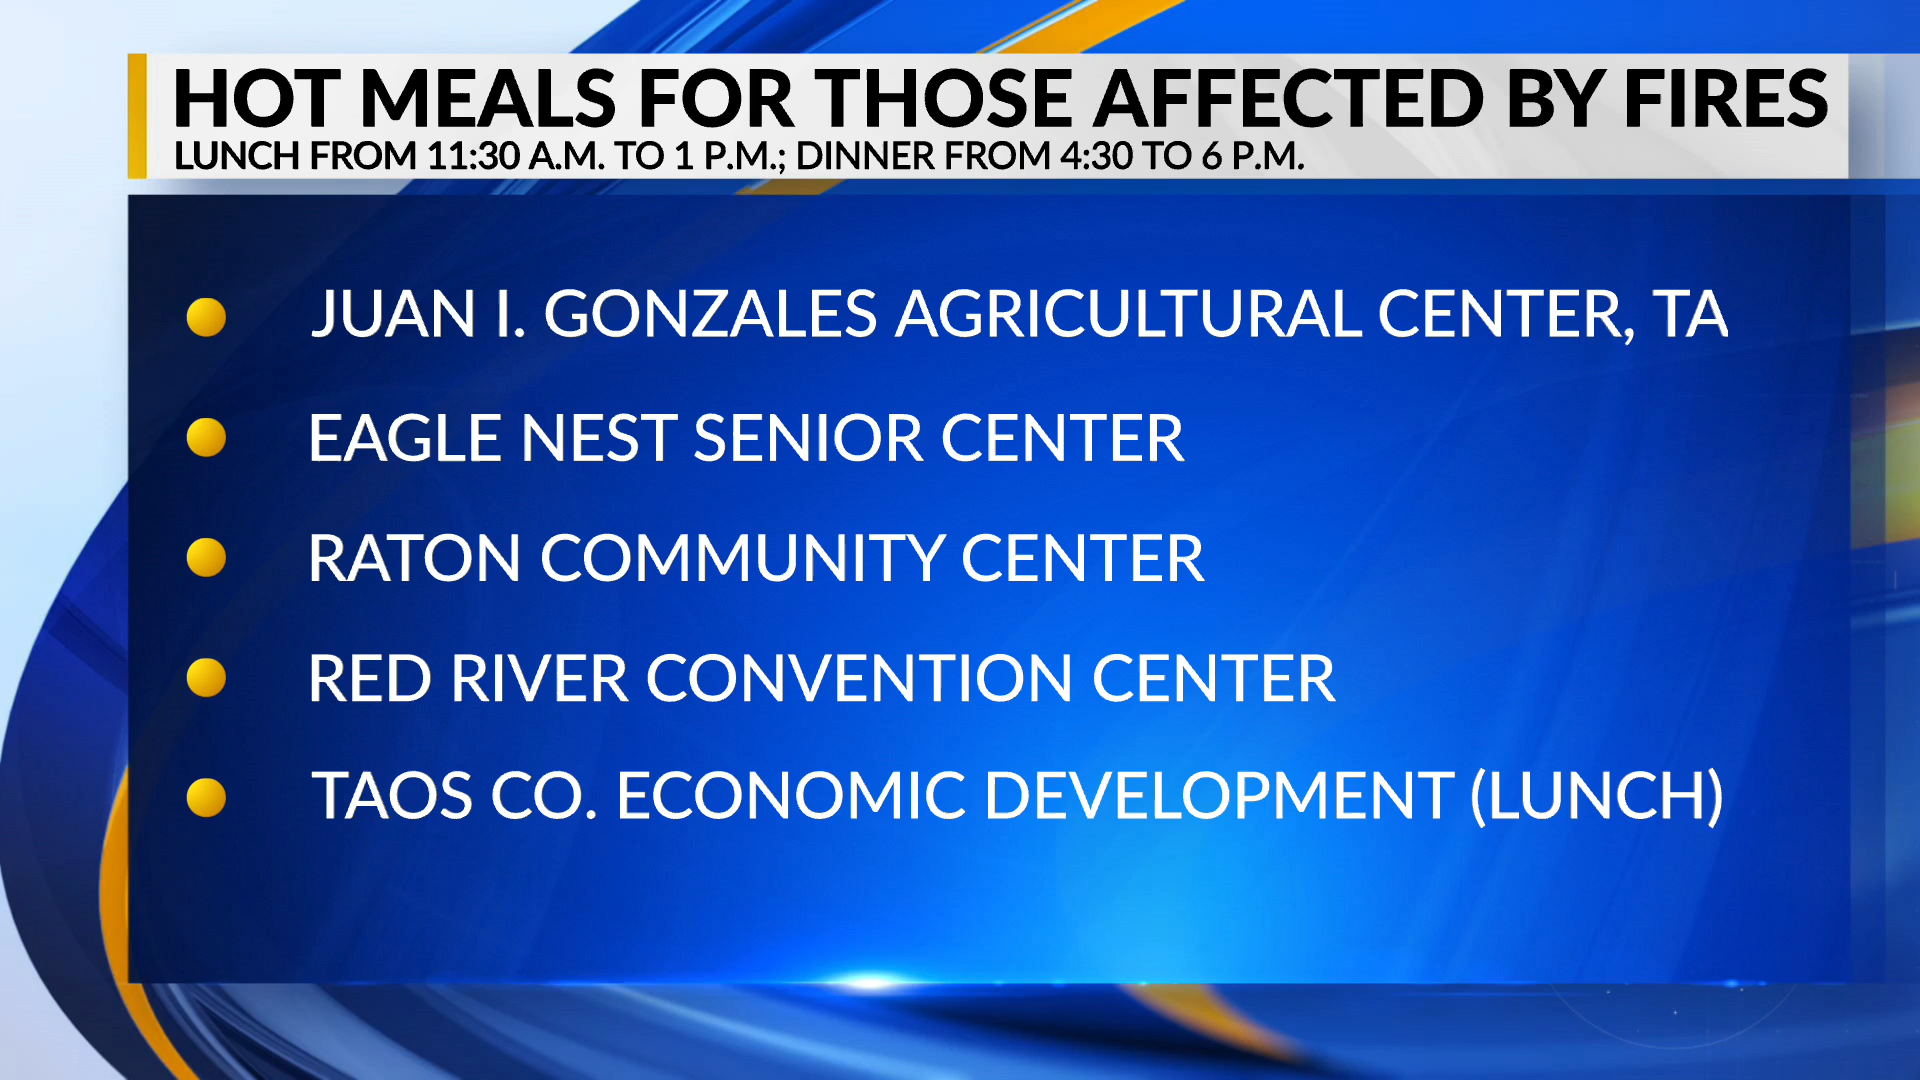 HOT MEALS FOR THOSE AFFECTED BY FIRES
LUNCH FROM 11:30 A.M. TO 1 P.M.; DINNER FROM 4:30 TO 6 P.M.
JUAN I. GONZALES AGRICULTURAL CENTER, TA
EAGLE NEST SENIOR CENTER
RATON COMMUNITY CENTER
RED RIVER CONVENTION CENTER
TAOS CO. ECONOMIC DEVELOPMENT (LUNCH)